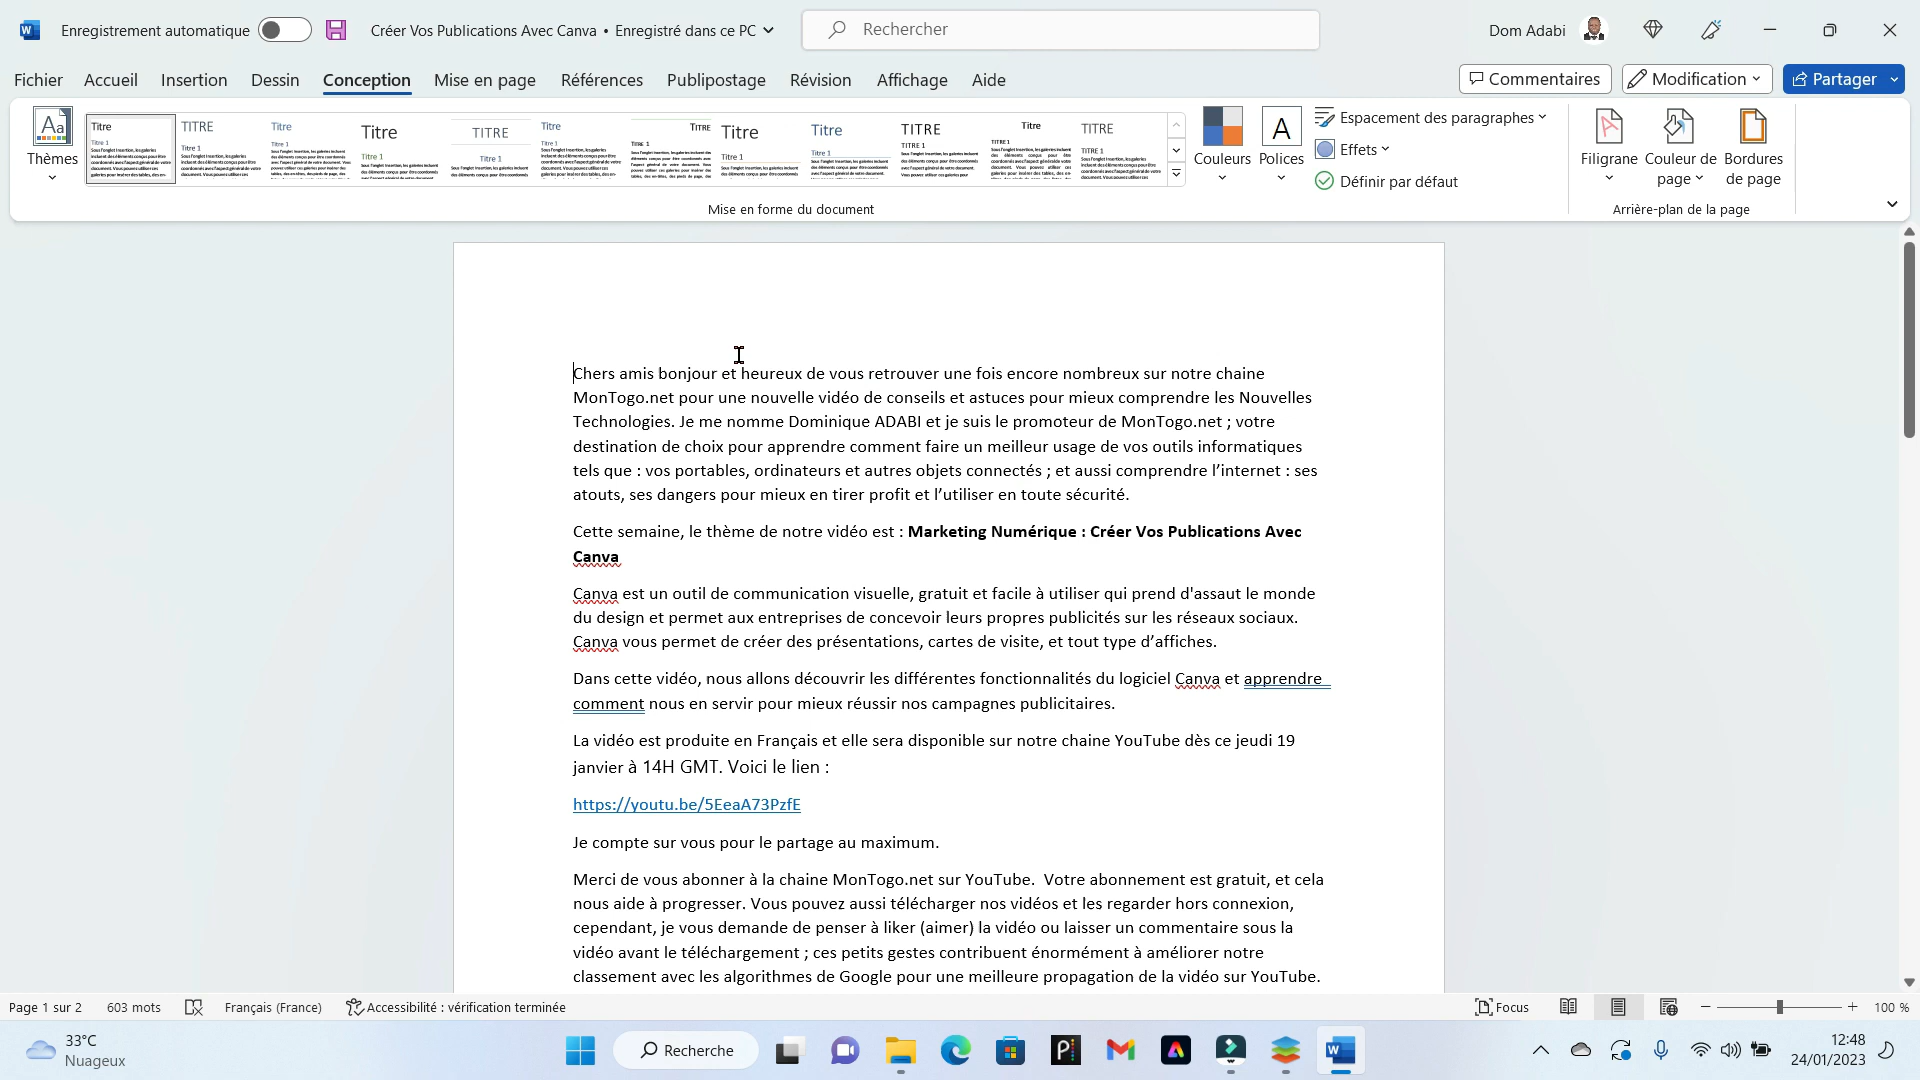 Enregistrement automatique
Créer Vos Publications Avec Canva • Enregistré dans ce PC
Rechercher
Dom Adabi
Fichier Accueil Insertion Dessin Conception Mise en page Références Publipostage Révision Affichage Aide
Commentaires Modification Partager
Thèmes
Couleurs
Polices
Espacement des paragraphes
Effets
Définir par défaut
Filigrane
Couleur de page
Bordures de page
Mise en forme du document
Arrière-plan de la page
Chers amis bonjour et heureux de vous retrouver une fois encore nombreux sur notre chaine
MonTogo.net pour une nouvelle vidéo de conseils et astuces pour mieux comprendre les Nouvelles
Technologies. Je me nomme Dominique ADABI et je suis le promoteur de MonTogo.net ; votre
destination de choix pour apprendre comment faire un meilleur usage de vos outils informatiques
tels que : vos portables, ordinateurs et autres objets connectés ; et aussi comprendre l’internet : ses
atouts, ses dangers pour mieux en tirer profit et l’utiliser en toute sécurité.
Cette semaine, le thème de notre vidéo est : Marketing Numérique : Créer Vos Publications Avec
Canva
Canva est un outil de communication visuelle, gratuit et facile à utiliser qui prend d'assaut le monde
du design et permet aux entreprises de concevoir leurs propres publicités sur les réseaux sociaux.
Canva vous permet de créer des présentations, cartes de visite, et tout type d’affiches.
Dans cette vidéo, nous allons découvrir les différentes fonctionnalités du logiciel Canva et apprendre
comment nous en servir pour mieux réussir nos campagnes publicitaires.
La vidéo est produite en Français et elle sera disponible sur notre chaine YouTube dès ce jeudi 19
janvier à 14H GMT. Voici le lien :
https://youtu.be/5EeaA73PzfE
Je compte sur vous pour le partage au maximum.
Merci de vous abonner à la chaine MonTogo.net sur YouTube. Votre abonnement est gratuit, et cela
nous aide à progresser. Vous pouvez aussi télécharger nos vidéos et les regarder hors connexion,
cependant, je vous demande de penser à liker (aimer) la vidéo ou laisser un commentaire sous la
vidéo avant le téléchargement ; ces petits gestes contribuent énormément à améliorer notre
classement avec les algorithmes de Google pour une meilleure propagation de la vidéo sur YouTube.
Page 1 sur 2 603 mots Français (France) Accessibilité : vérification terminée
Focus 100 %
33°C
Nuageux
Recherche
12:48
24/01/2023